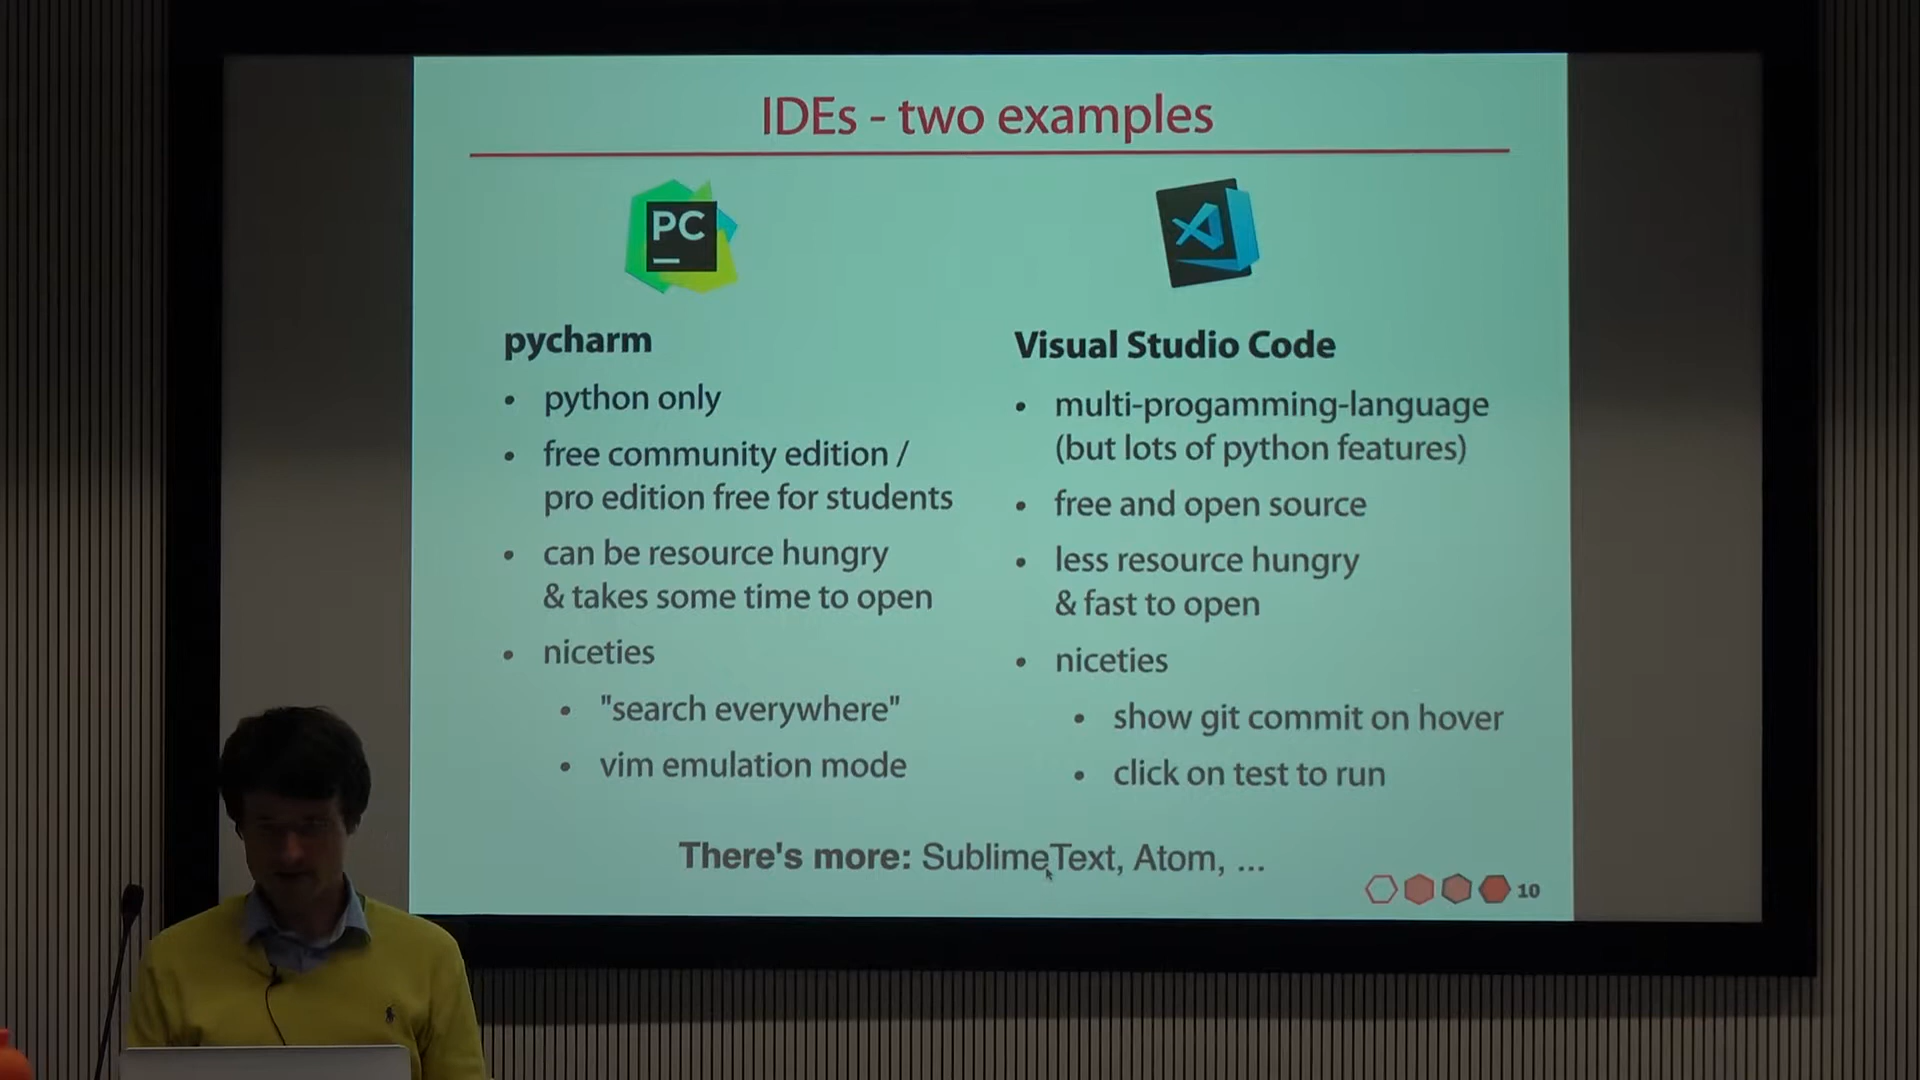 IDEs - two examples
PC
pycharm
• python only
• free community edition /
pro edition free for students
• can be resource hungry
& takes some time to open
• niceties
• "search everywhere"
• vim emulation mode
Visual Studio Code
• multi-progamming-language
(but lots of python features)
• free and open source
• less resource hungry
& fast to open
• niceties
• show git commit on hover
• click on test to run
There's more: SublimeText, Atom, ...
10